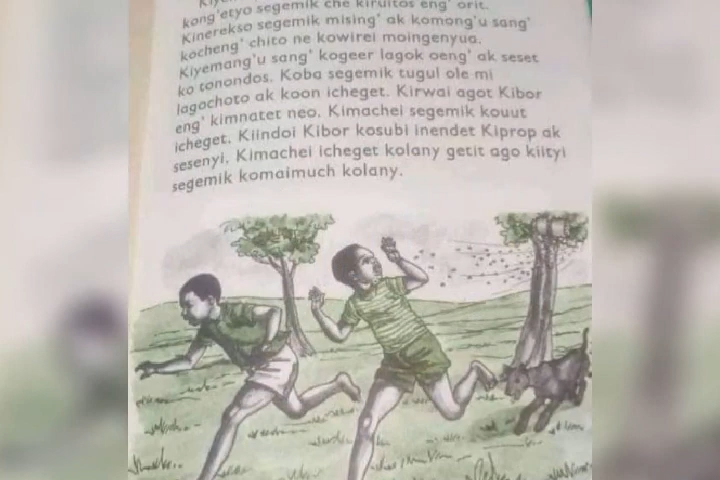 kong'etyo segemik che kiruitos eng' orit.
Kinerekso segemik mising' ak komong'u sang'
kocheng' chito ne kowirei moingenyua.
Kiyemang'u sang' kogeer lagok oeng' ak seset
ko tonondos. Koba segemik tugul ole mi
lagochoto ak koon icheget. Kirwai agot Kibor
eng' kimnatet neo. Kimachei segemik kouut
icheget. Kiindoi Kibor kosubi inendet Kiprop ak
sesenyi. Kimachei icheget kolany getit ago kiityi
segemik komaimuch kolany.